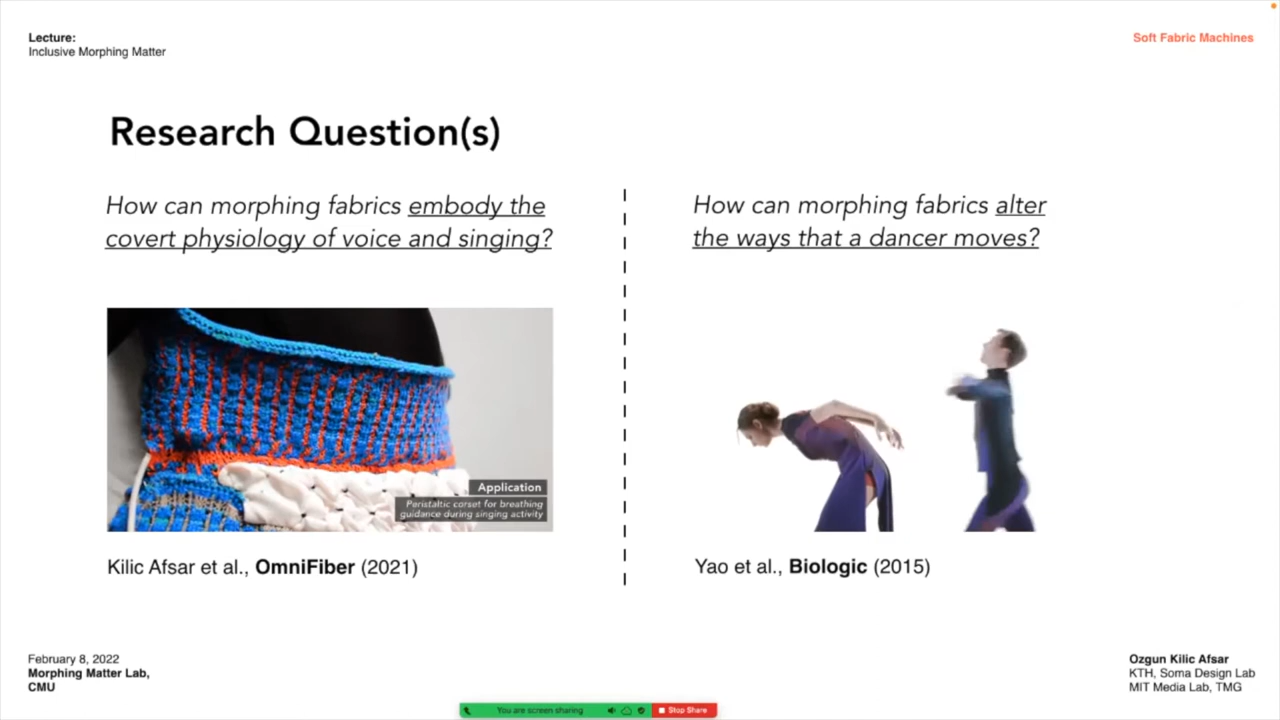 Lecture:
Inclusive Morphing Matter
Soft Fabric Machines
Research Question(s)
How can morphing fabrics embody the
covert physiology of voice and singing?
How can morphing fabrics alter
the ways that a dancer moves?
Application
Peristaltic corset for breathing
guidance during singing activity
Kilic Afsar et al., OmniFiber (2021)
Yao et al., Biologic (2015)
February 8, 2022
Morphing Matter Lab,
CMU
Ozgun Kilic Afsar
KTH, Soma Design Lab
MIT Media Lab, TMG
You are screen sharing
Stop Share